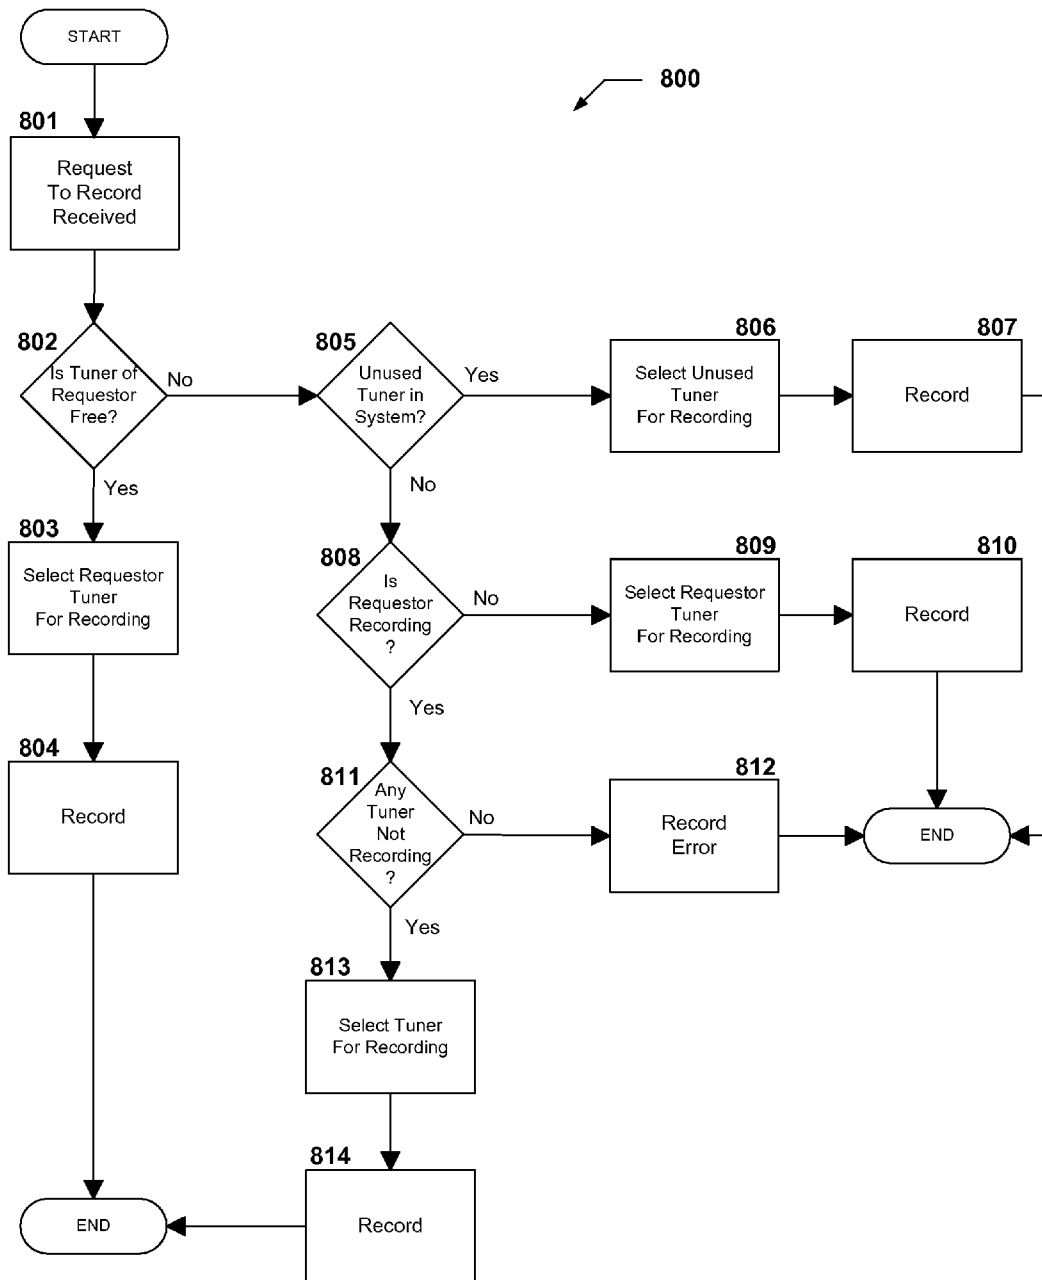 START
800
801
Request
To Record
Received
802
Is Tuner of
Requestor
Free?
No
Yes
805
Unused
Tuner in
System?
Yes
No
806
Select Unused
Tuner
For Recording
807
Record
803
Select Requestor
Tuner
For Recording
808
Is
Requestor
Recording
?
No
Yes
809
Select Requestor
Tuner
For Recording
810
Record
804
Record
811
Any
Tuner
Not
Recording
?
No
Yes
812
Record
Error
END
813
Select Tuner
For Recording
814
Record
END